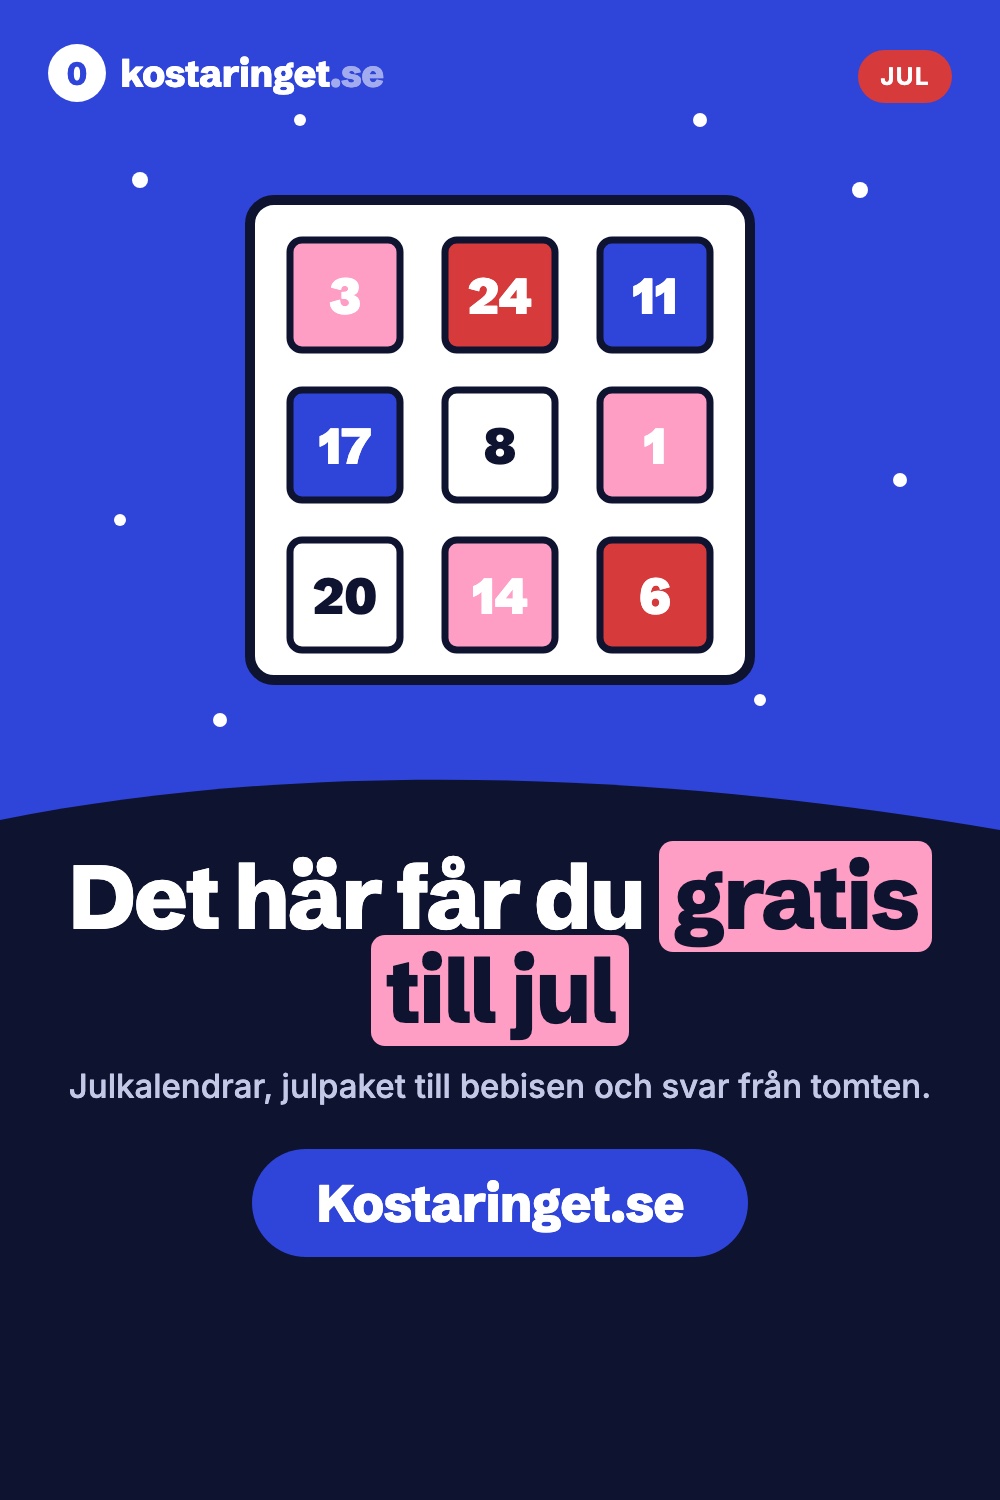 0 kostaringet.se
JUL
3 24 11
17 8 1
20 14 6
Det här får du gratis
till jul
Julkalendrar, julpaket till bebisen och svar från tomten.
Kostaringet.se